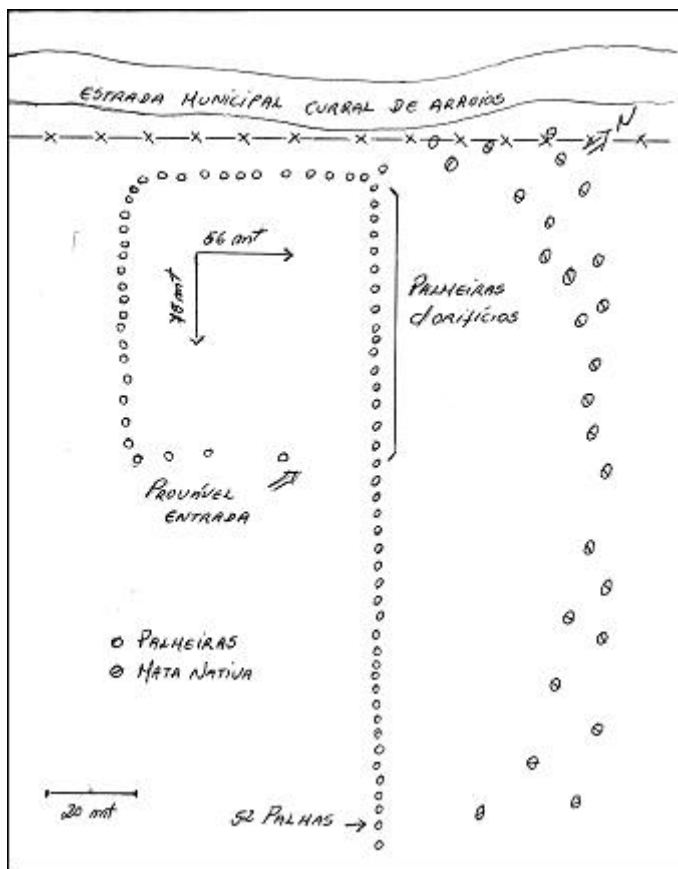 ESTRADA MUNICIPAL CURRAL DE ARROIOS
N
56 mt
78 mt
PALMEIRAS
c/ORIFÍCIOS
PROVÁVEL
ENTRADA
PALMEIRAS
MATA NATIVA
20 mt
52 PALHAS